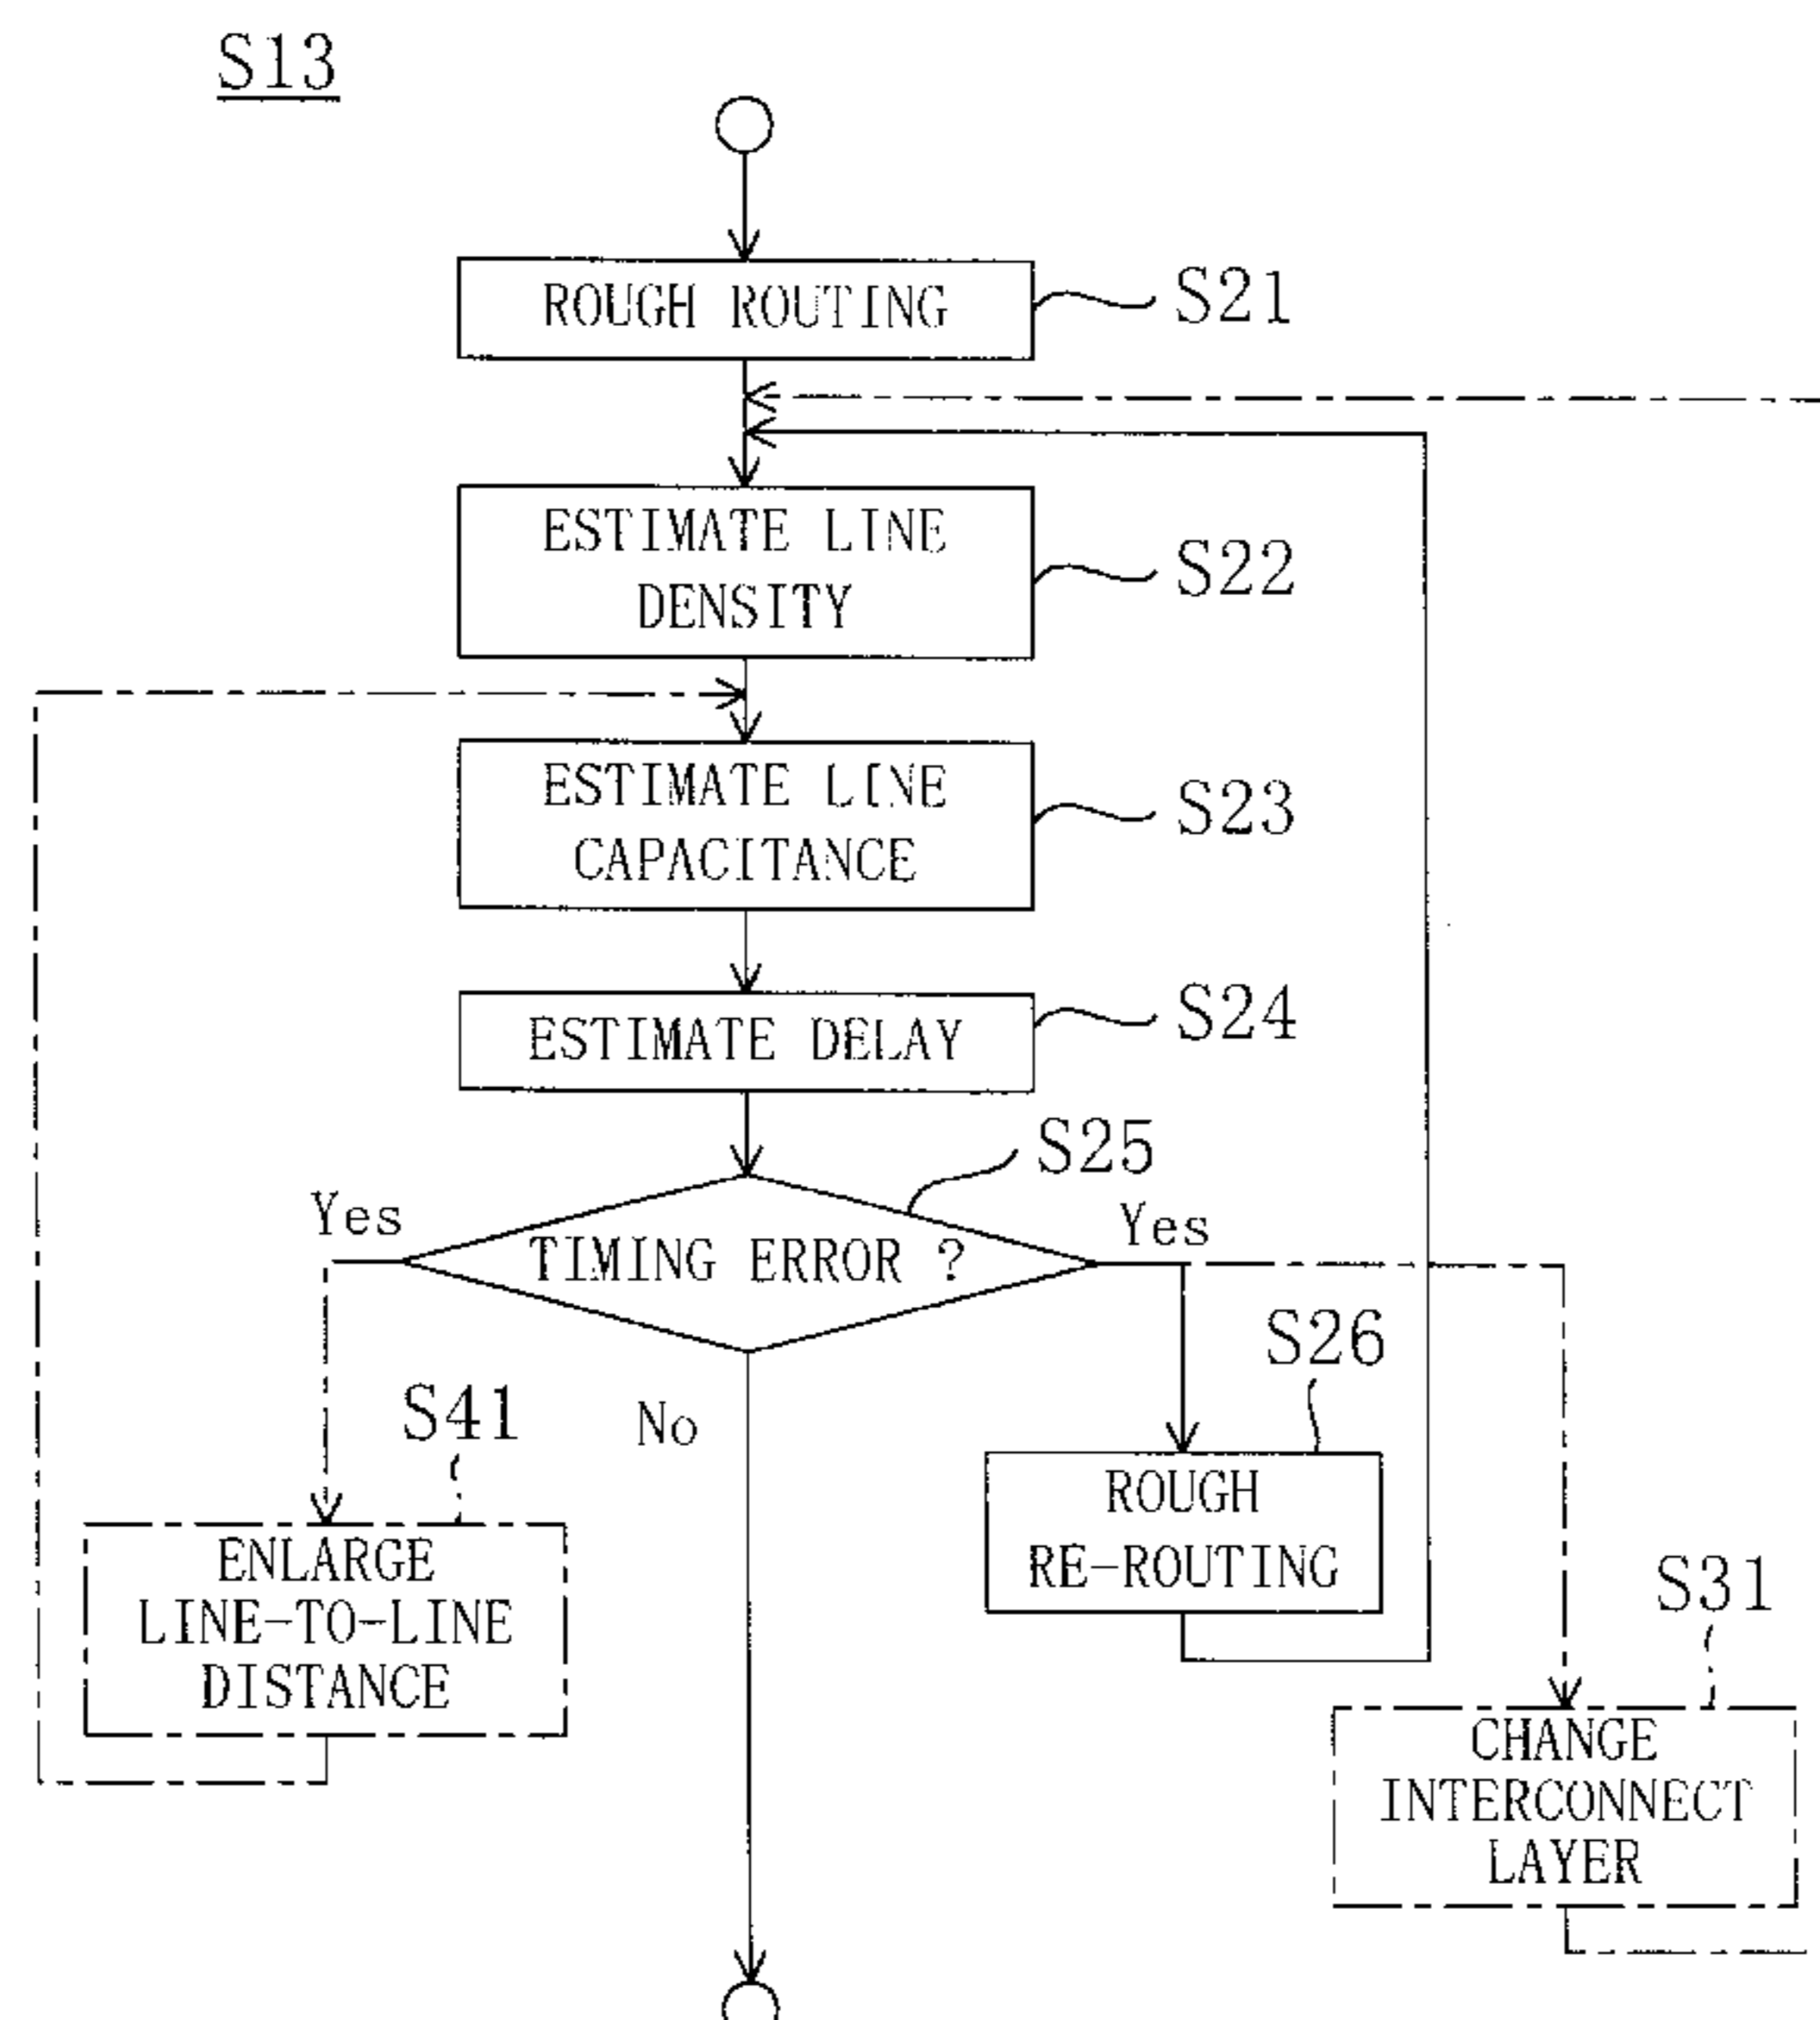 S13
ROUGH ROUTING
S21
ESTIMATE LINE
DENSITY
S22
ESTIMATE LINE
CAPACITANCE
S23
ESTIMATE DELAY
S24
S25
Yes
TIMING ERROR ?
Yes
S26
S41
No
ROUGH
RE-ROUTING
ENLARGE
LINE-TO-LINE
DISTANCE
S31
CHANGE
INTERCONNECT
LAYER